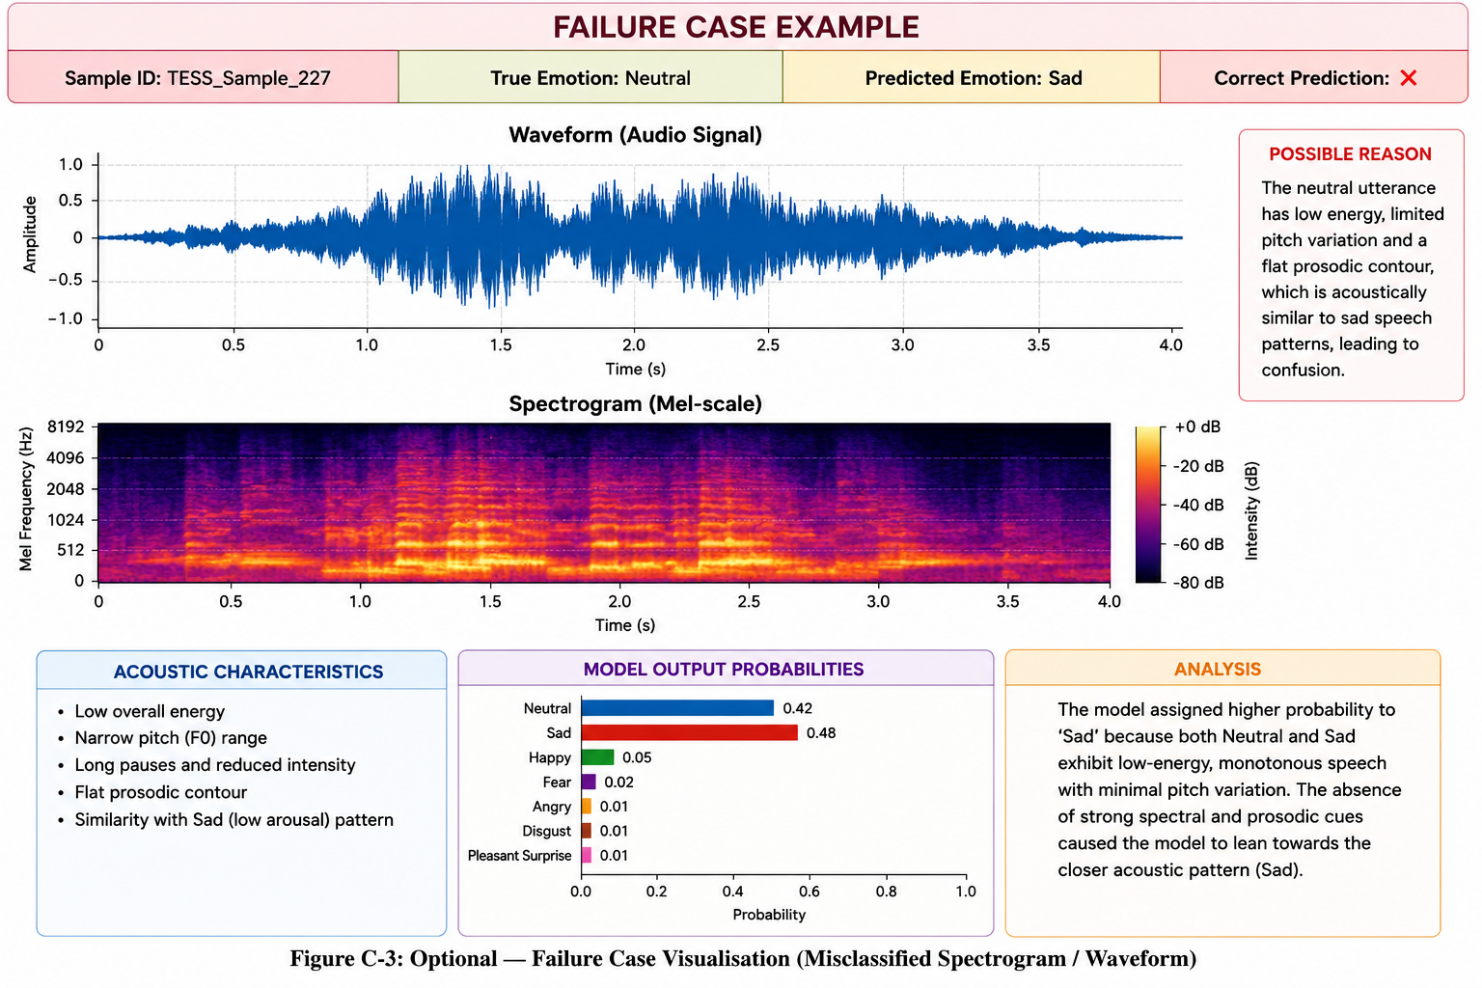 FAILURE CASE EXAMPLE
Sample ID: TESS_Sample_227
True Emotion: Neutral
Predicted Emotion: Sad
Correct Prediction: ✕
Waveform (Audio Signal)
Amplitude
1.0
0.5
0
−0.5
−1.0
0 0.5 1.0 1.5 2.0 2.5 3.0 3.5 4.0
Time (s)
POSSIBLE REASON
The neutral utterance
has low energy, limited
pitch variation and a
flat prosodic contour,
which is acoustically
similar to sad speech
patterns, leading to
confusion.
Spectrogram (Mel-scale)
Mel Frequency (Hz)
8192
4096
2048
1024
512
0
0 0.5 1.0 1.5 2.0 2.5 3.0 3.5 4.0
Time (s)
+0 dB
-20 dB
-40 dB
-60 dB
-80 dB
Intensity (dB)
ACOUSTIC CHARACTERISTICS
• Low overall energy
• Narrow pitch (F0) range
• Long pauses and reduced intensity
• Flat prosodic contour
• Similarity with Sad (low arousal) pattern
MODEL OUTPUT PROBABILITIES
Neutral 0.42
Sad 0.48
Happy 0.05
Fear 0.02
Angry 0.01
Disgust 0.01
Pleasant Surprise 0.01
0.0 0.2 0.4 0.6 0.8 1.0
Probability
ANALYSIS
The model assigned higher probability to
‘Sad’ because both Neutral and Sad
exhibit low-energy, monotonous speech
with minimal pitch variation. The absence
of strong spectral and prosodic cues
caused the model to lean towards the
closer acoustic pattern (Sad).
Figure C-3: Optional — Failure Case Visualisation (Misclassified Spectrogram / Waveform)